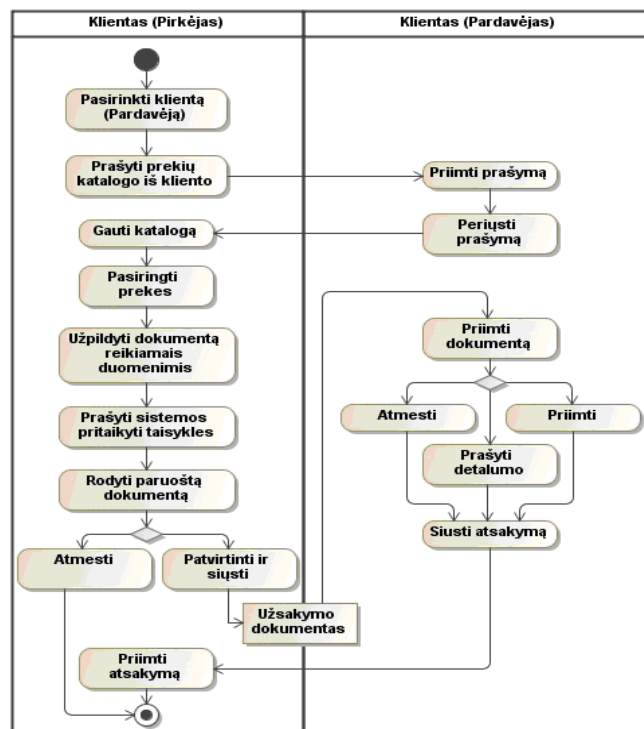 Klientas (Pirkėjas)
Klientas (Pardavėjas)
Pasirinkti klientą
(Pardavėją)
Prašyti prekių
katalogo iš kliento
Priimti prašymą
Periųsti
prašymą
Gauti katalogą
Pasiringti
prekes
Užpildyti dokumentą
reikiamais
duomenimis
Prašyti sistemos
pritaikyti taisykles
Rodyti paruoštą
dokumentą
Atmesti
Patvirtinti ir
siųsti
Užsakymo
dokumentas
Priimti
dokumentą
Atmesti
Priimti
Prašyti
detalumo
Siusti atsakymą
Priimti
atsakymą